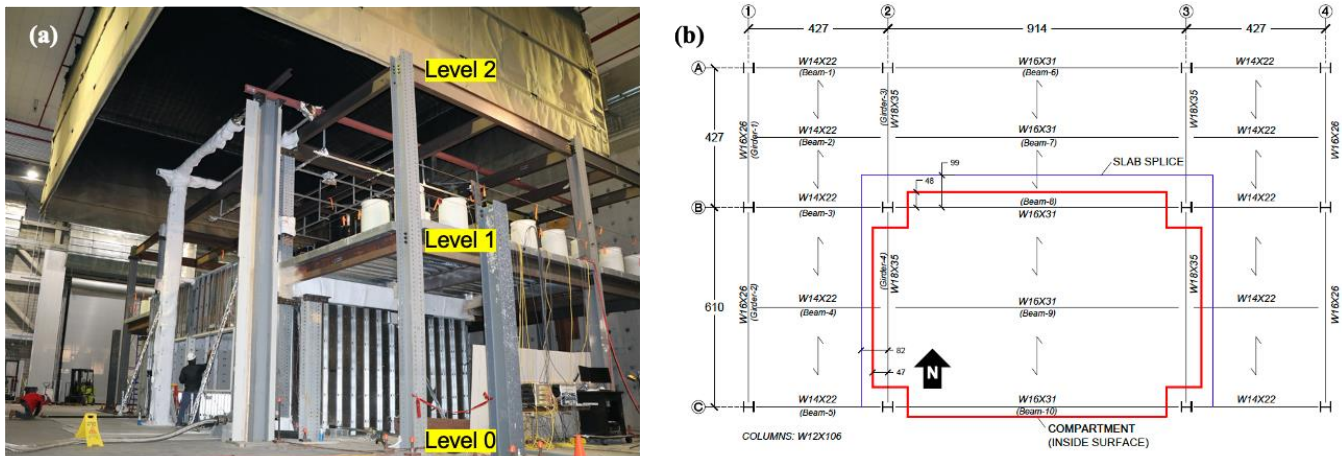 (a)
Level 2
Level 1
Level 0
(b)
1 2 3 4
427 914 427
A
W14X22 W16X31 W14X22
(Beam-1) (Beam-6)
W16X26
(Girder-1)
(Girder-3)
W18X35
W18X35
W16X26
427
W14X22 W16X31 W14X22
(Beam-2) (Beam-7)
99
48
SLAB SPLICE
B
W14X22 (Beam-8) W14X22
(Beam-3) W16X31
W16X26
(Girder-2)
(Girder-4)
W18X35
W18X35
W16X26
610
W14X22 W16X31 W14X22
(Beam-4) (Beam-9)
82
47
N
C
W14X22 W16X31 W14X22
(Beam-5) (Beam-10)
COLUMNS: W12X106
COMPARTMENT
(INSIDE SURFACE)